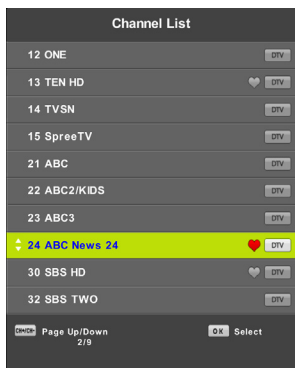 Channel List
12 ONE DTV
13 TEN HD DTV
14 TVSN DTV
15 SpreeTV DTV
21 ABC DTV
22 ABC2/KIDS DTV
23 ABC3 DTV
24 ABC News 24 DTV
30 SBS HD DTV
32 SBS TWO DTV
CH+/CH- Page Up/Down OK Select
2/9